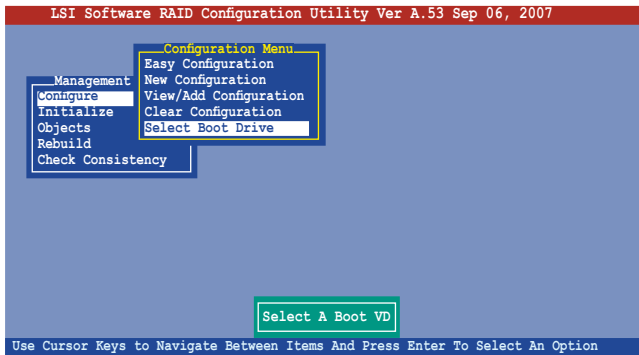 LSI Software RAID Configuration Utility Ver A.53 Sep 06, 2007
Configuration Menu
Easy Configuration
New Configuration
View/Add Configuration
Clear Configuration
Select Boot Drive
Management
Configure
Initialize
Objects
Rebuild
Check Consistency
Select A Boot VD
Use Cursor Keys to Navigate Between Items And Press Enter To Select An Option